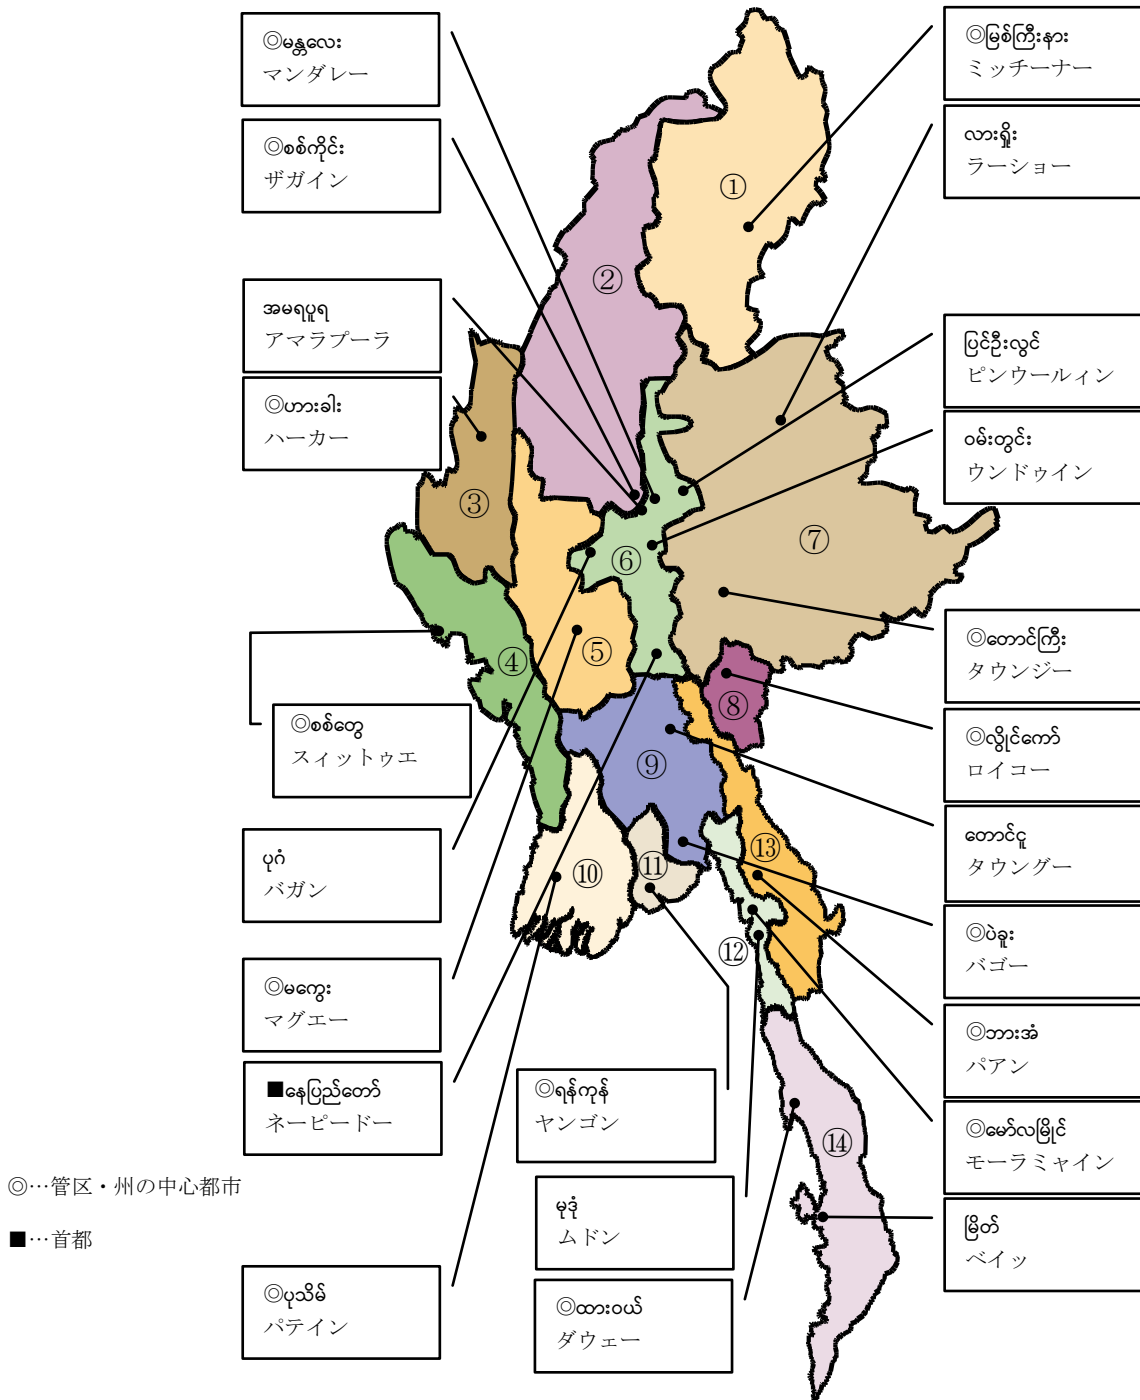 ◎မန္တလေး
マンダレー
◎စစ်ကိုင်း
ザガイン
အမရပူရ
アマラプーラ
◎ဟားခါး
ハーカー
◎စစ်တွေ
スィットゥエ
ပုဂံ
バガン
◎မကွေး
マグエー
■နေပြည်တော်
ネーピードー
◎…管区・州の中心都市
■…首都
◎ပုသိမ်
パテイン
◎မြစ်ကြီးနား
ミッチーナー
လားရှိုး
ラーショー
ပြင်ဦးလွင်
ピンウールィン
ဝမ်းတွင်း
ウンドゥイン
◎တောင်ကြီး
タウンジー
◎လွိုင်ကော်
ロイコー
တောင်ငူ
タウングー
◎ပဲခူး
バゴー
◎ဘားအံ
パアン
◎မော်လမြိုင်
モーラミャイン
မြိတ်
ベイッ
◎ရန်ကုန်
ヤンゴン
မုဒုံ
ムドン
◎ထားဝယ်
ダウェー
①
②
③
④
⑤
⑥
⑦
⑧
⑨
⑩
⑪
⑫
⑬
⑭